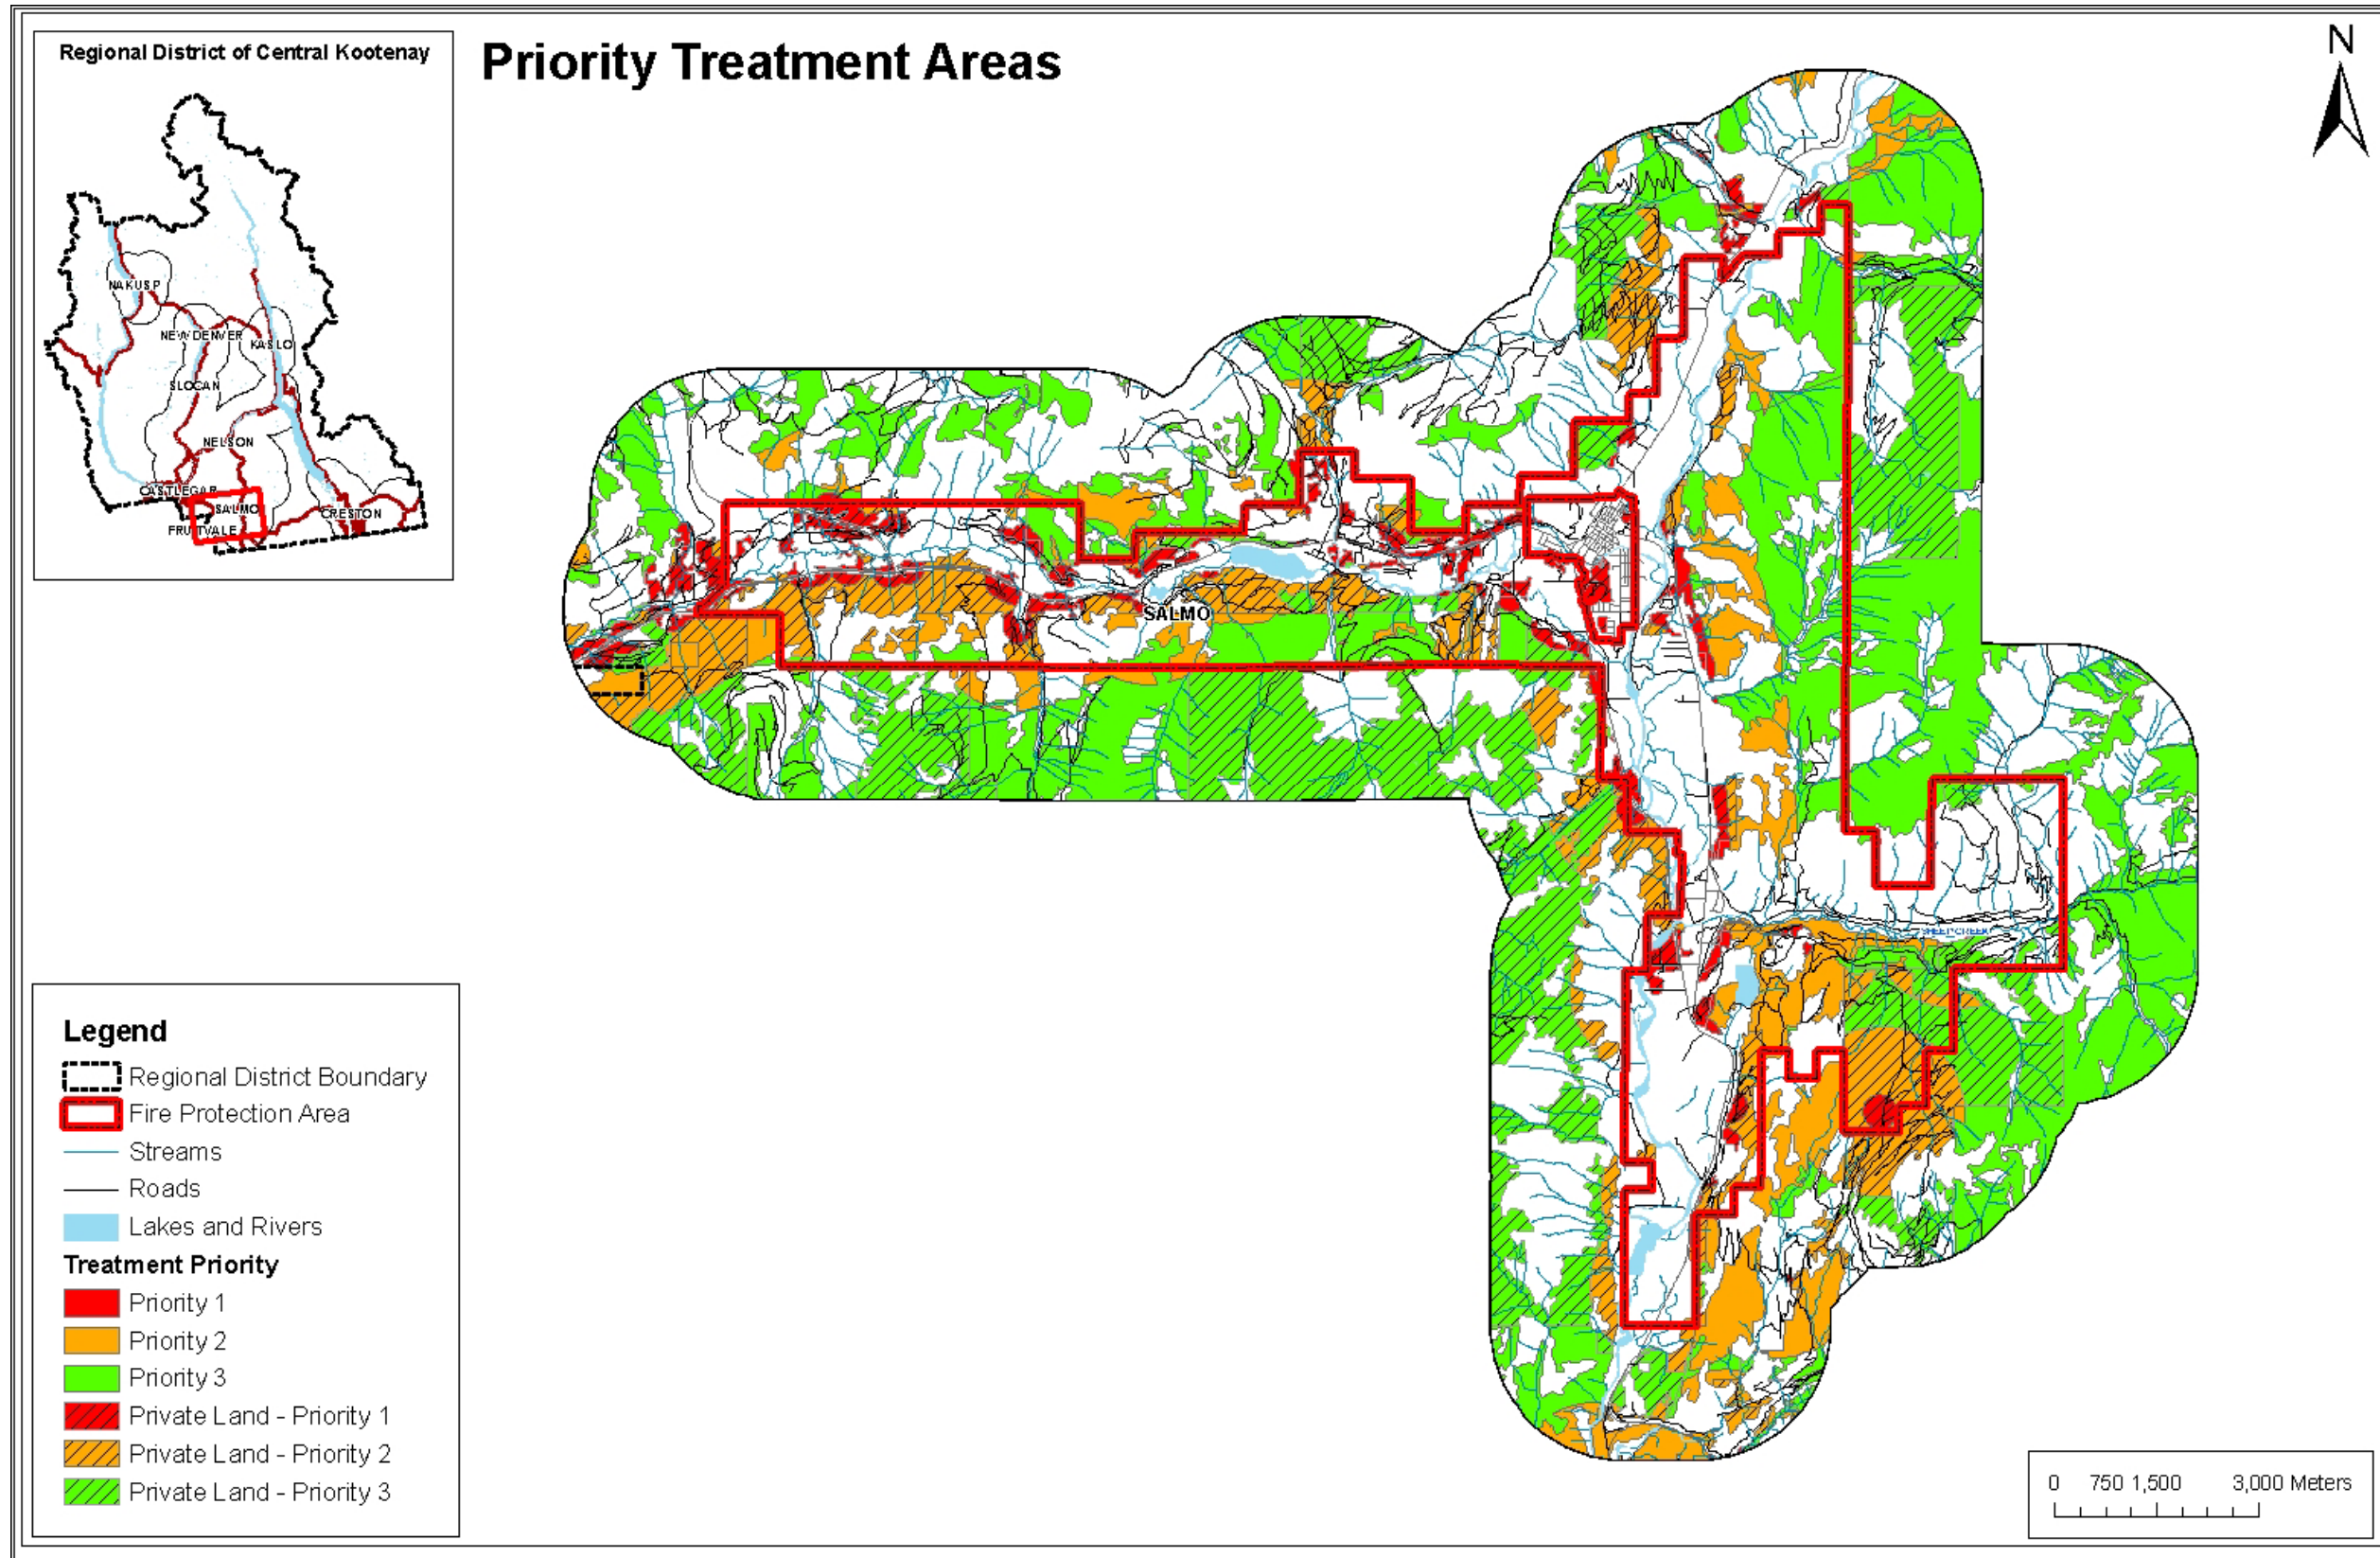 Regional District of Central Kootenay
Priority Treatment Areas
N
NAKUSP
NEW DENVER
KASLO
SLOCAN
NELSON
CASTLEGAR
SALMO
CRESTON
FRUITVALE
SALMO
SHEEP CREEK
Legend
Regional District Boundary
Fire Protection Area
Streams
Roads
Lakes and Rivers
Treatment Priority
Priority 1
Priority 2
Priority 3
Private Land - Priority 1
Private Land - Priority 2
Private Land - Priority 3
0 750 1,500 3,000 Meters